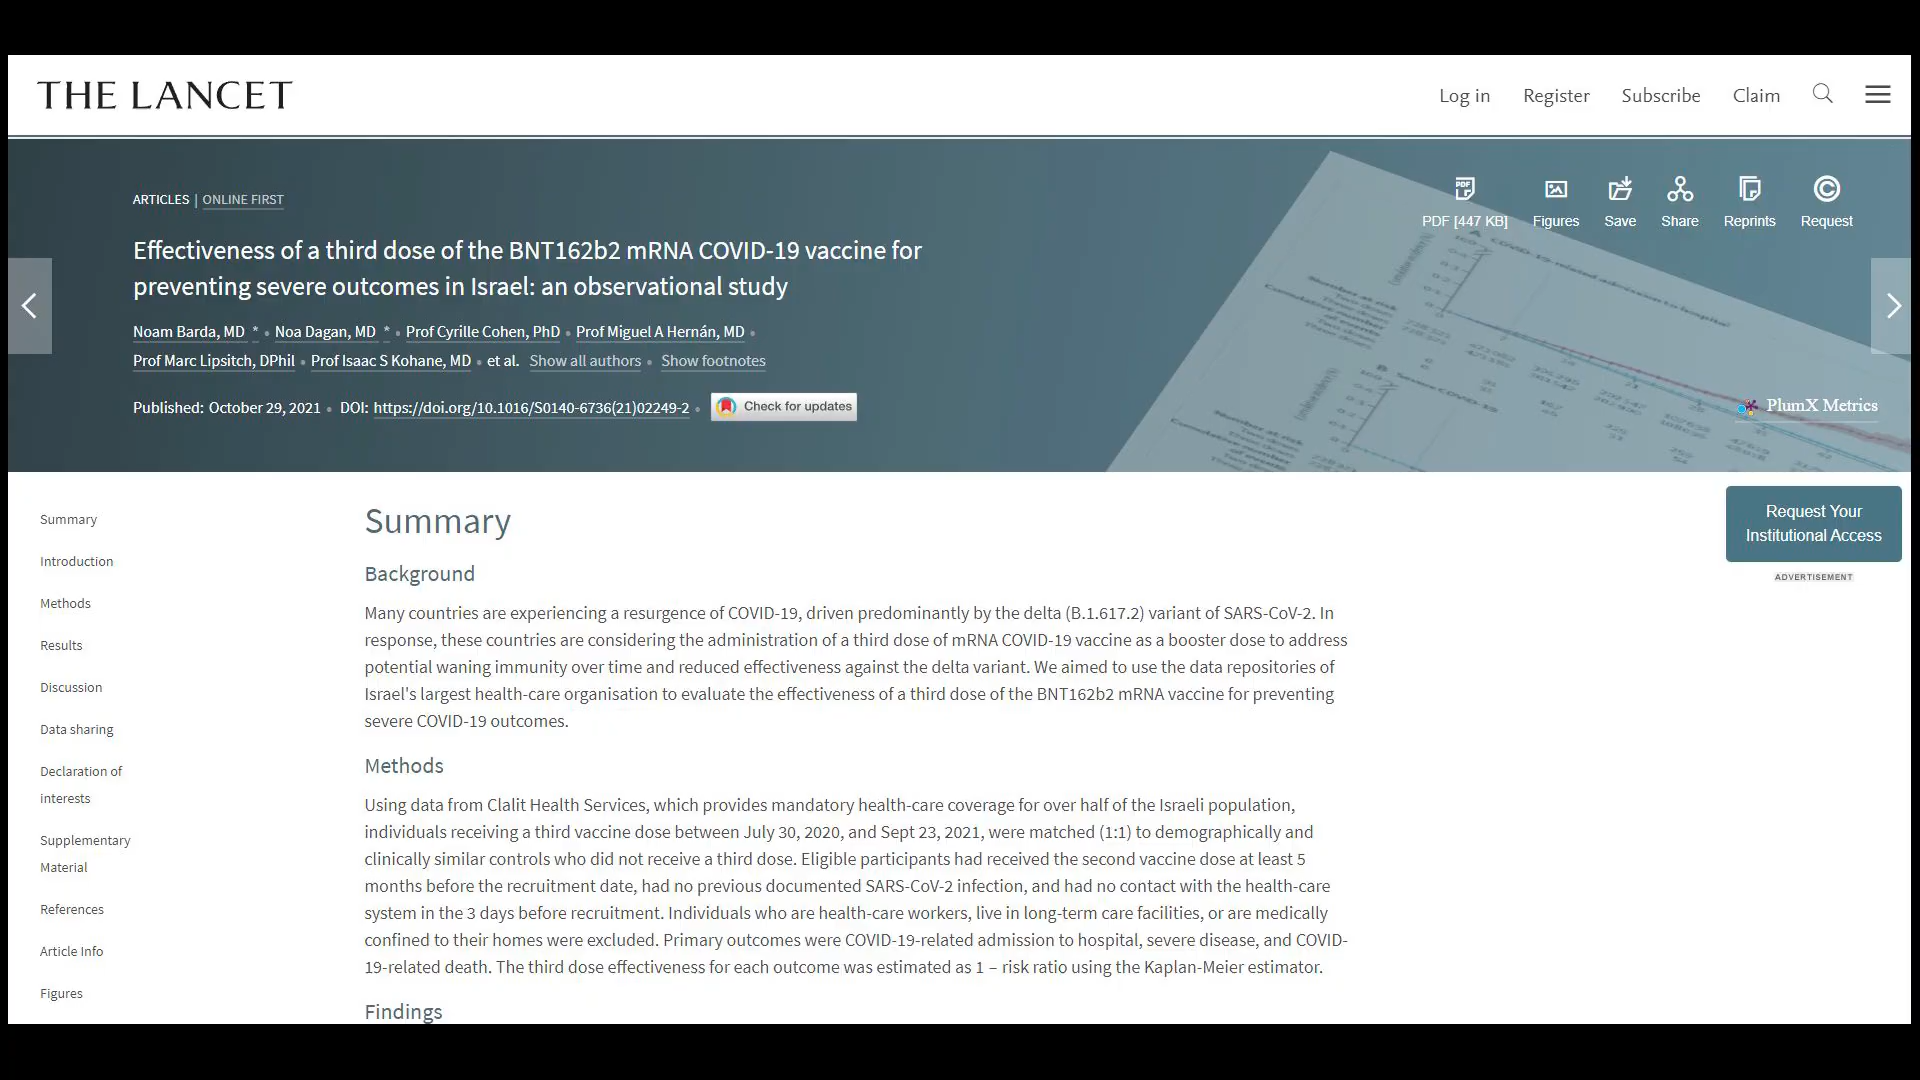 THE LANCET
Log in Register Subscribe Claim
ARTICLES | ONLINE FIRST
PDF [447 KB] Figures Save Share Reprints Request
Effectiveness of a third dose of the BNT162b2 mRNA COVID-19 vaccine for
preventing severe outcomes in Israel: an observational study
Noam Barda, MD * • Noa Dagan, MD * • Prof Cyrille Cohen, PhD • Prof Miguel A Hernán, MD •
Prof Marc Lipsitch, DPhil • Prof Isaac S Kohane, MD • et al. Show all authors • Show footnotes
Published: October 29, 2021 • DOI: https://doi.org/10.1016/S0140-6736(21)02249-2 • Check for updates
PlumX Metrics
Summary
Introduction
Methods
Results
Discussion
Data sharing
Declaration of
interests
Supplementary
Material
References
Article Info
Figures
Summary
Background
Many countries are experiencing a resurgence of COVID-19, driven predominantly by the delta (B.1.617.2) variant of SARS-CoV-2. In
response, these countries are considering the administration of a third dose of mRNA COVID-19 vaccine as a booster dose to address
potential waning immunity over time and reduced effectiveness against the delta variant. We aimed to use the data repositories of
Israel's largest health-care organisation to evaluate the effectiveness of a third dose of the BNT162b2 mRNA vaccine for preventing
severe COVID-19 outcomes.
Methods
Using data from Clalit Health Services, which provides mandatory health-care coverage for over half of the Israeli population,
individuals receiving a third vaccine dose between July 30, 2020, and Sept 23, 2021, were matched (1:1) to demographically and
clinically similar controls who did not receive a third dose. Eligible participants had received the second vaccine dose at least 5
months before the recruitment date, had no previous documented SARS-CoV-2 infection, and had no contact with the health-care
system in the 3 days before recruitment. Individuals who are health-care workers, live in long-term care facilities, or are medically
confined to their homes were excluded. Primary outcomes were COVID-19-related admission to hospital, severe disease, and COVID-
19-related death. The third dose effectiveness for each outcome was estimated as 1 – risk ratio using the Kaplan-Meier estimator.
Findings
Request Your
Institutional Access
ADVERTISEMENT